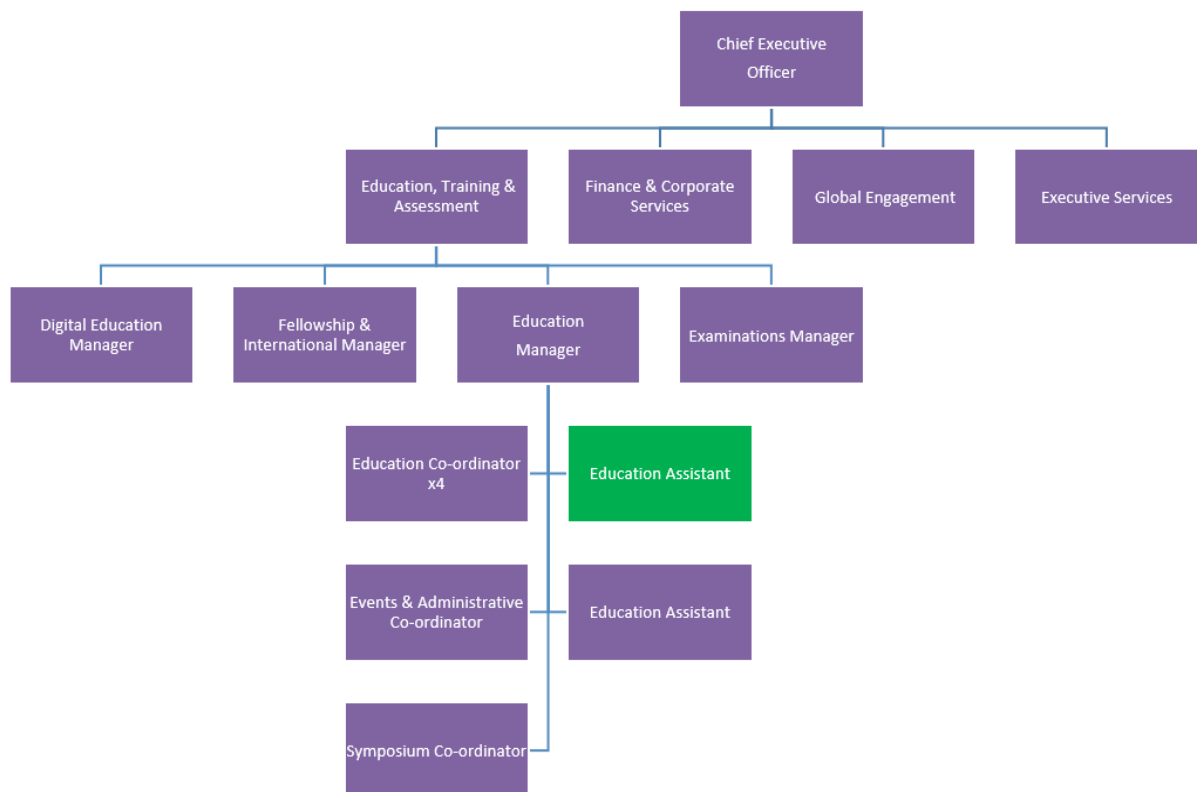 Chief Executive
Officer
Education, Training &
Assessment
Finance & Corporate
Services
Global Engagement
Executive Services
Digital Education
Manager
Fellowship &
International Manager
Education
Manager
Examinations Manager
Education Co-ordinator
x4
Education Assistant
Events & Administrative
Co-ordinator
Education Assistant
Symposium Co-ordinator